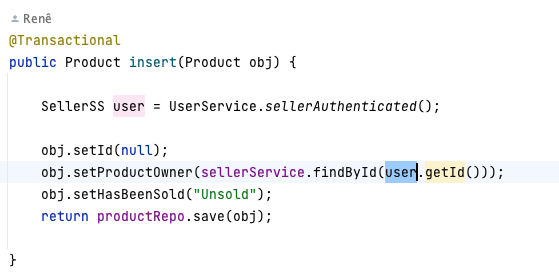 Renê
@Transactional
public Product insert(Product obj) {
SellerSS user = UserService.sellerAuthenticated();
obj.setId(null);
obj.setProductOwner(sellerService.findById(user.getId()));
obj.setHasBeenSold("Unsold");
return productRepo.save(obj);
}